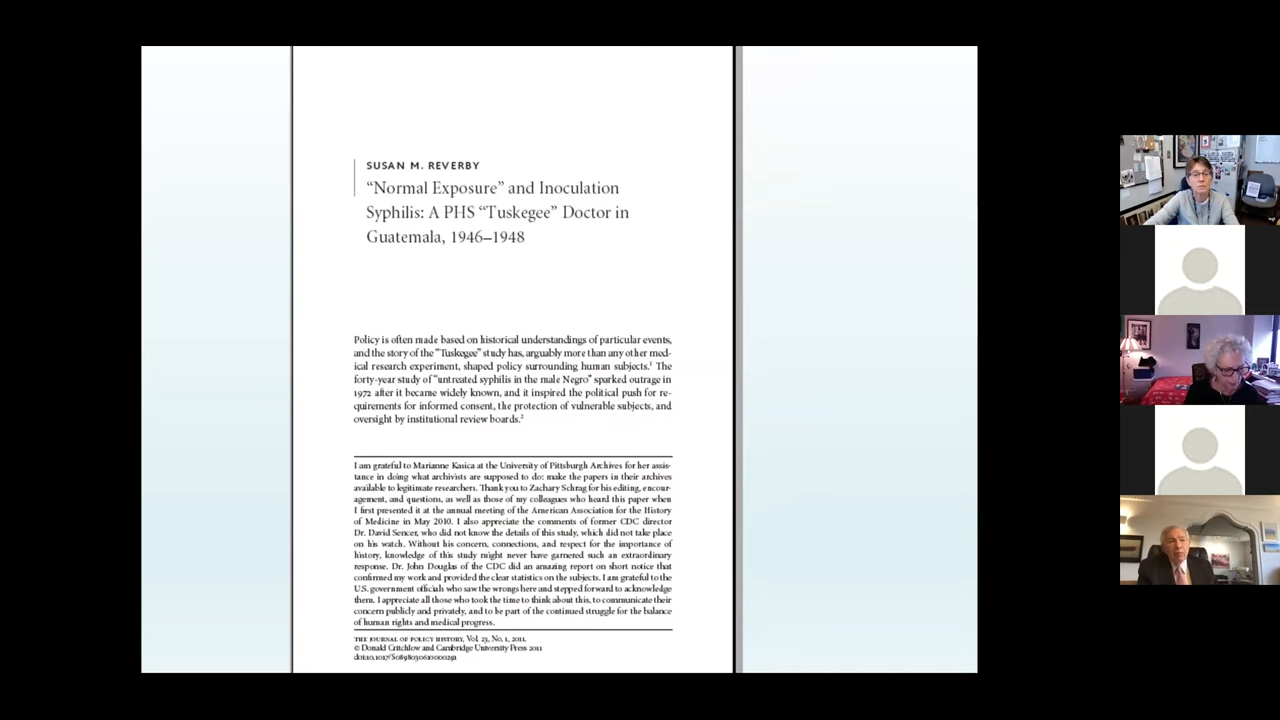 SUSAN M. REVERBY
“Normal Exposure” and Inoculation
Syphilis: A PHS “Tuskegee” Doctor in
Guatemala, 1946–1948
Policy is often made based on historical understandings of particular events,
and the story of the “Tuskegee” study has, arguably more than any other med-
ical research experiment, shaped policy surrounding human subjects.¹ The
forty-year study of “untreated syphilis in the male Negro” sparked outrage in
1972 after it became widely known, and it inspired the political push for re-
quirements for informed consent, the protection of vulnerable subjects, and
oversight by institutional review boards.²
I am grateful to Marianne Kasica at the University of Pittsburgh Archives for her assis-
tance in doing what archivists are supposed to do: make the papers in their archives
available to legitimate researchers. Thank you to Zachary Schrag for his editing, encour-
agement, and questions, as well as those of my colleagues who heard this paper when
I first presented it at the annual meeting of the American Association for the History
of Medicine in May 2010. I also appreciate the comments of former CDC director
Dr. David Sencer, who did not know the details of this study, which did not take place
on his watch. Without his concern, connections, and respect for the importance of
history, knowledge of this study might never have garnered such an extraordinary
response. Dr. John Douglas of the CDC did an amazing report on short notice that
confirmed my work and provided the clear statistics on the subjects. I am grateful to the
U.S. government officials who saw the wrongs here and stepped forward to acknowledge
them. I appreciate all those who took the time to think about this, to communicate their
concern publicly and privately, and to be part of the continued struggle for the balance
of human rights and medical progress.
THE JOURNAL OF POLICY HISTORY, Vol. 23, No. 1, 2011.
© Donald Critchlow and Cambridge University Press 2011
doi:10.1017/S0898030610000291